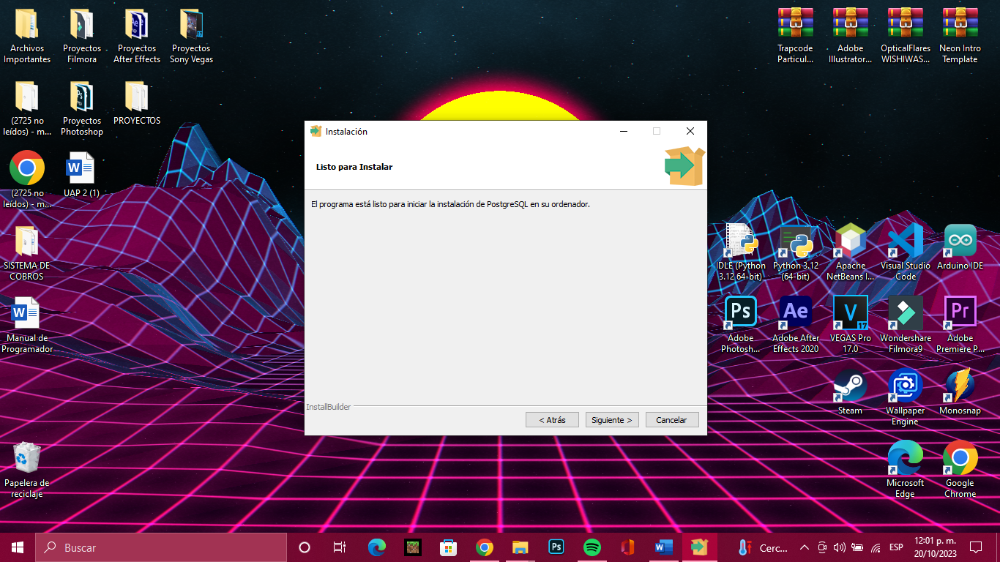 Archivos
Importantes
Proyectos
Filmora
Proyectos
After Effects
Proyectos
Sony Vegas
Trapcode
Particul...
Adobe
Illustrator...
OpticalFlares
WISHIWAS...
Neon Intro
Template
(2725 no
leídos) - m...
Proyectos
Photoshop
PROYECTOS
(2725 no
leídos) - m...
UAP 2 (1)
SISTEMA DE
COBROS
Manual de
Programador
Papelera de
reciclaje
Instalación
Listo para Instalar
El programa está listo para iniciar la instalación de PostgreSQL en su ordenador.
InstallBuilder
< Atrás
Siguiente >
Cancelar
IDLE (Python
3.12 64-bit)
Python 3.12
(64-bit)
Apache
NetBeans I...
Visual Studio
Code
Arduino IDE
Adobe
Photosh...
Adobe After
Effects 2020
VEGAS Pro
17.0
Wondershare
Filmora9
Adobe
Premiere P...
Steam
Wallpaper
Engine
Monosnap
Microsoft
Edge
Google
Chrome
Buscar
Cerc...
ESP
12:01 p. m.
20/10/2023